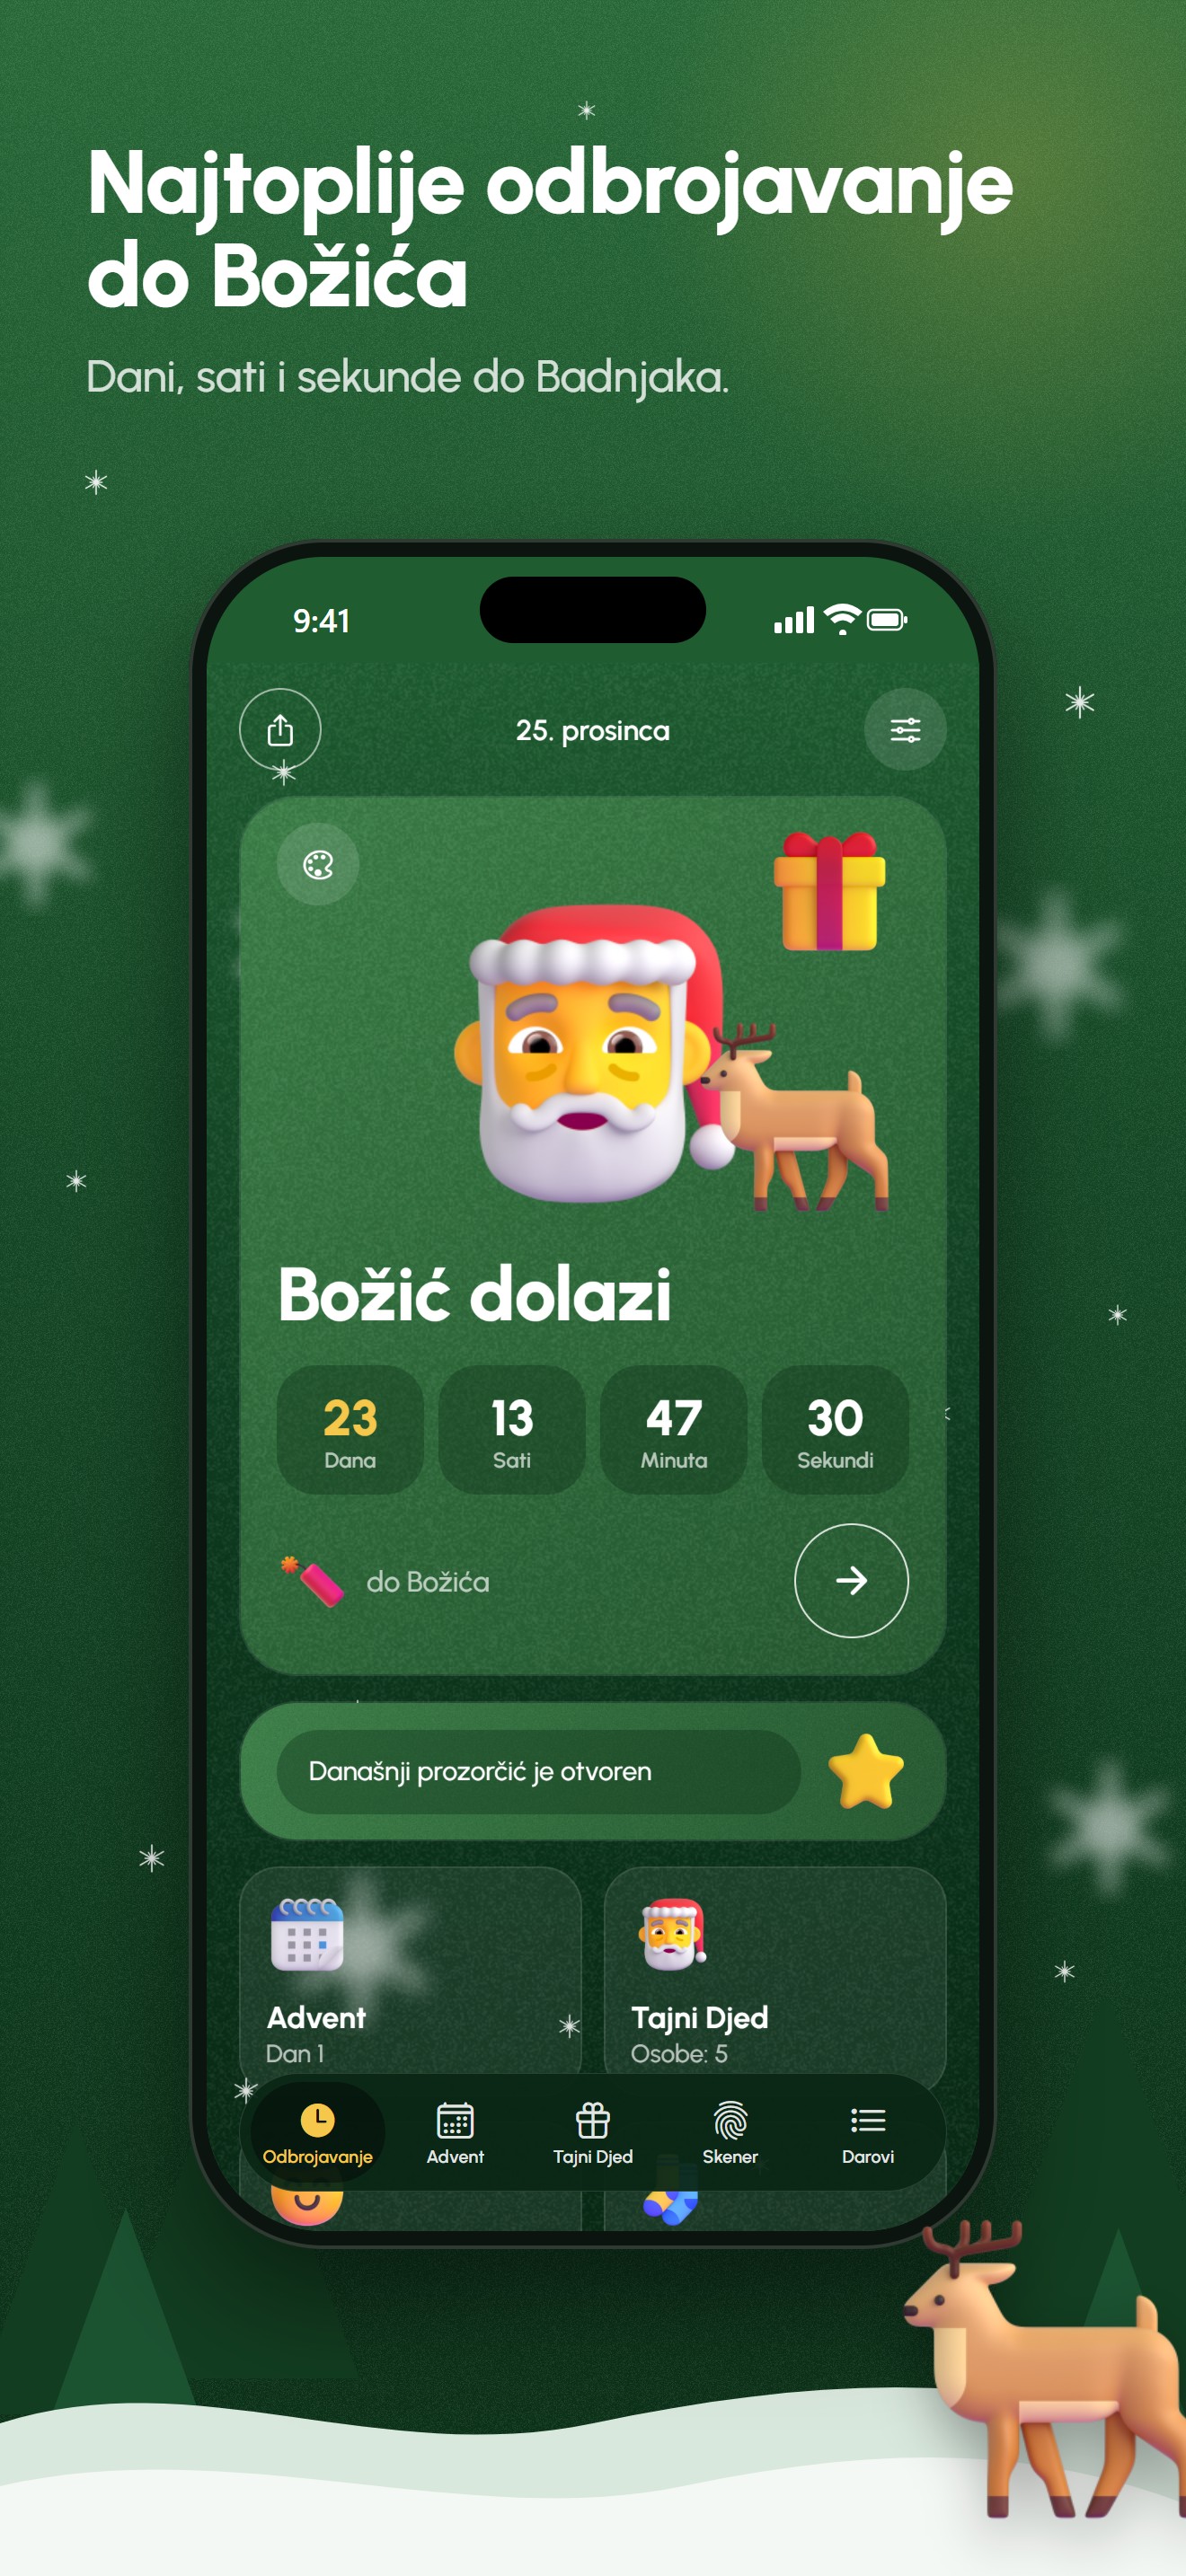 Najtoplije odbrojavanje
do Božića
Dani, sati i sekunde do Badnjaka.
9:41
25. prosinca
Božić dolazi
23
Dana
13
Sati
47
Minuta
30
Sekundi
do Božića
Današnji prozorčić je otvoren
Advent
Dan 1
Tajni Djed
Osobe: 5
Odbrojavanje
Advent
Tajni Djed
Skener
Darovi